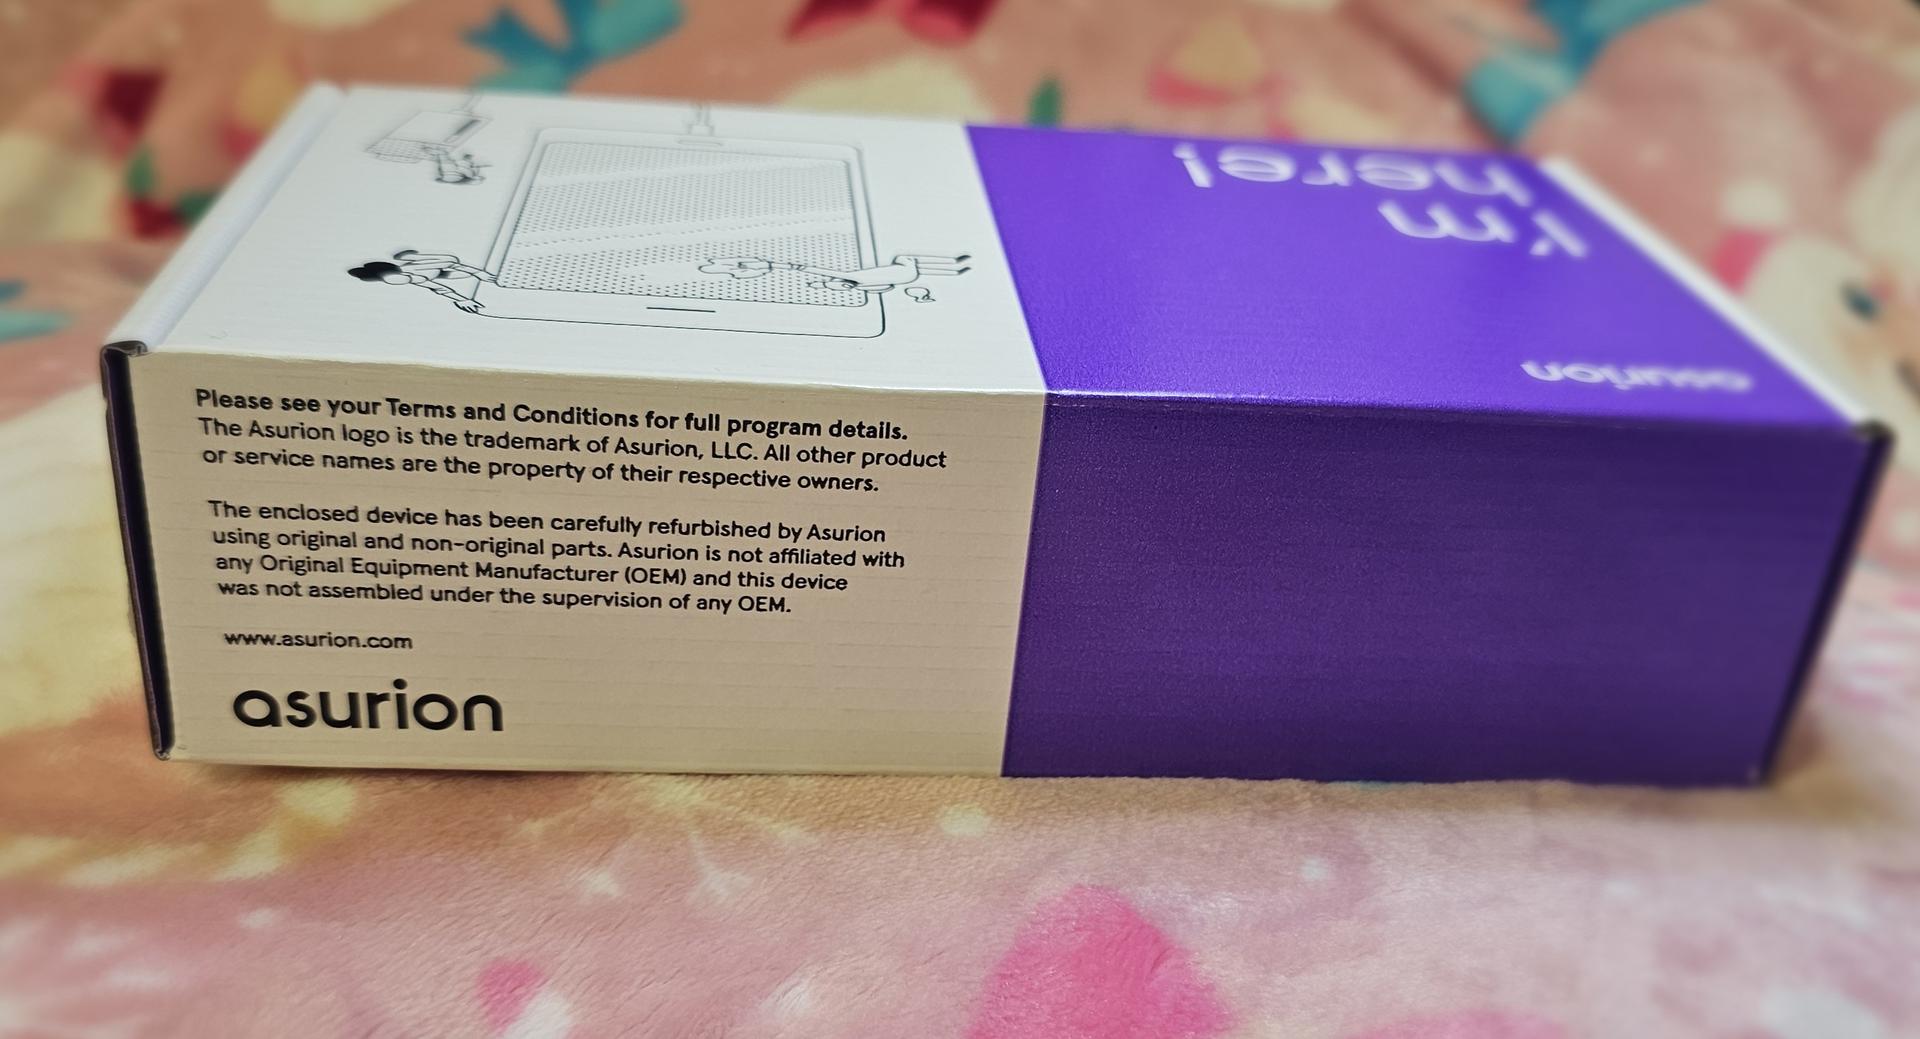 I'm
here!
asurion
Please see your Terms and Conditions for full program details.
The Asurion logo is the trademark of Asurion, LLC. All other product
or service names are the property of their respective owners.
The enclosed device has been carefully refurbished by Asurion
using original and non-original parts. Asurion is not affiliated with
any Original Equipment Manufacturer (OEM) and this device
was not assembled under the supervision of any OEM.
www.asurion.com
asurion